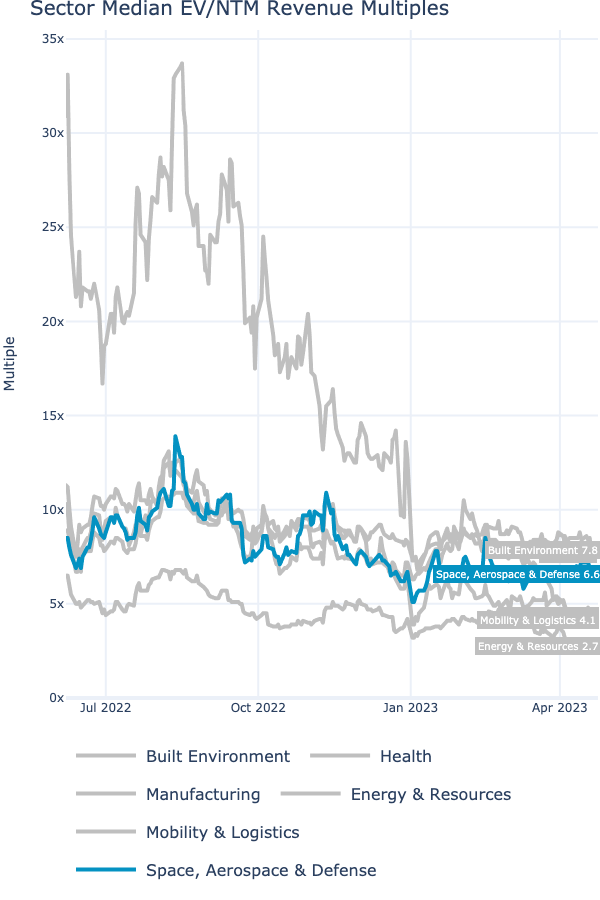 Sector Median EV/NTM Revenue Multiples
35x
30x
25x
20x
15x
10x
5x
0x
Multiple
Built Environment 7.8
Space, Aerospace & Defense 6.6
Mobility & Logistics 4.1
Energy & Resources 2.7
Jul 2022 Oct 2022 Jan 2023 Apr 2023
Built Environment Health
Manufacturing Energy & Resources
Mobility & Logistics
Space, Aerospace & Defense